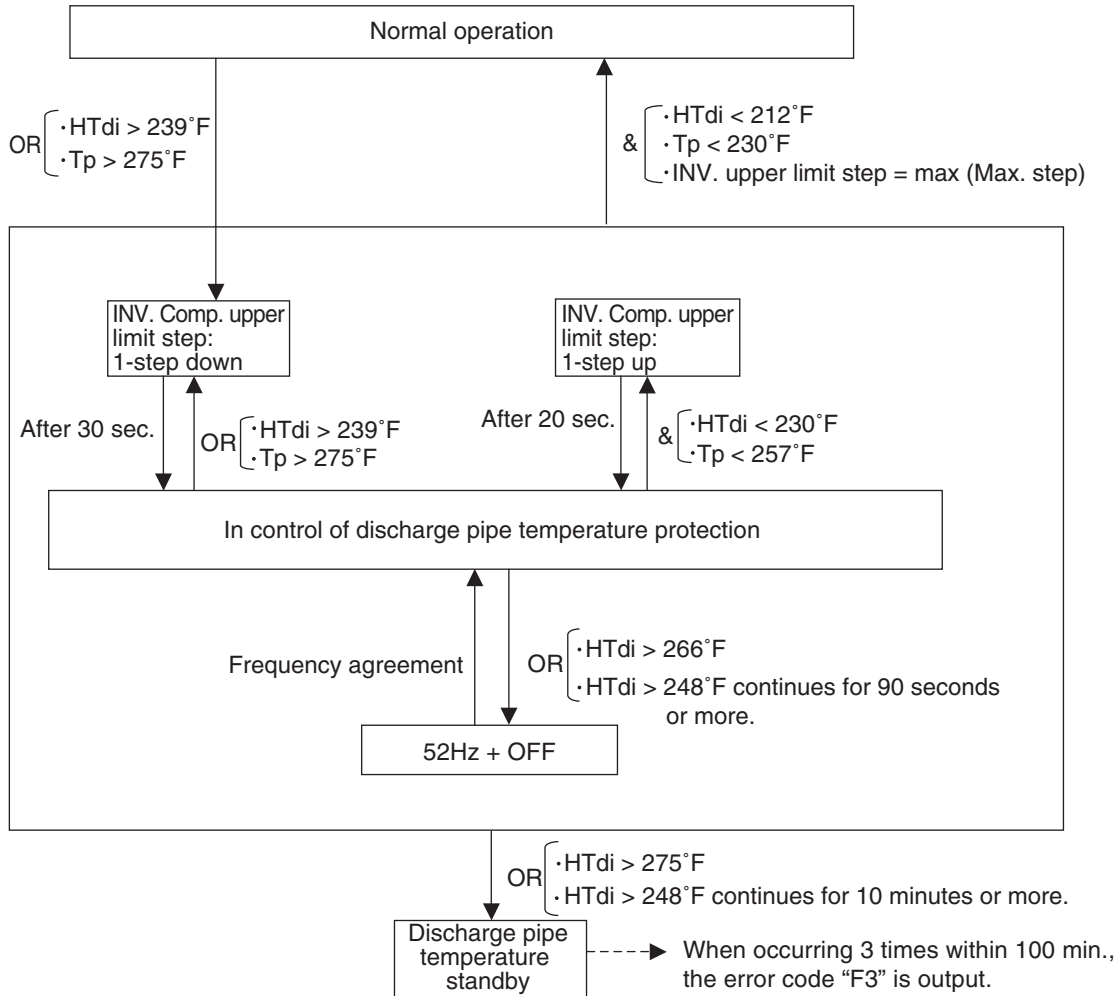 Normal operation
OR
·HTdi > 239˚F
·Tp > 275˚F
&
·HTdi < 212˚F
·Tp < 230˚F
·INV. upper limit step = max (Max. step)
INV. Comp. upper
limit step:
1-step down
INV. Comp. upper
limit step:
1-step up
After 30 sec.
OR
·HTdi > 239˚F
·Tp > 275˚F
After 20 sec.
&
·HTdi < 230˚F
·Tp < 257˚F
In control of discharge pipe temperature protection
Frequency agreement
OR
·HTdi > 266˚F
·HTdi > 248˚F continues for 90 seconds
or more.
52Hz + OFF
OR
·HTdi > 275˚F
·HTdi > 248˚F continues for 10 minutes or more.
Discharge pipe
temperature
standby
When occurring 3 times within 100 min.,
the error code “F3” is output.